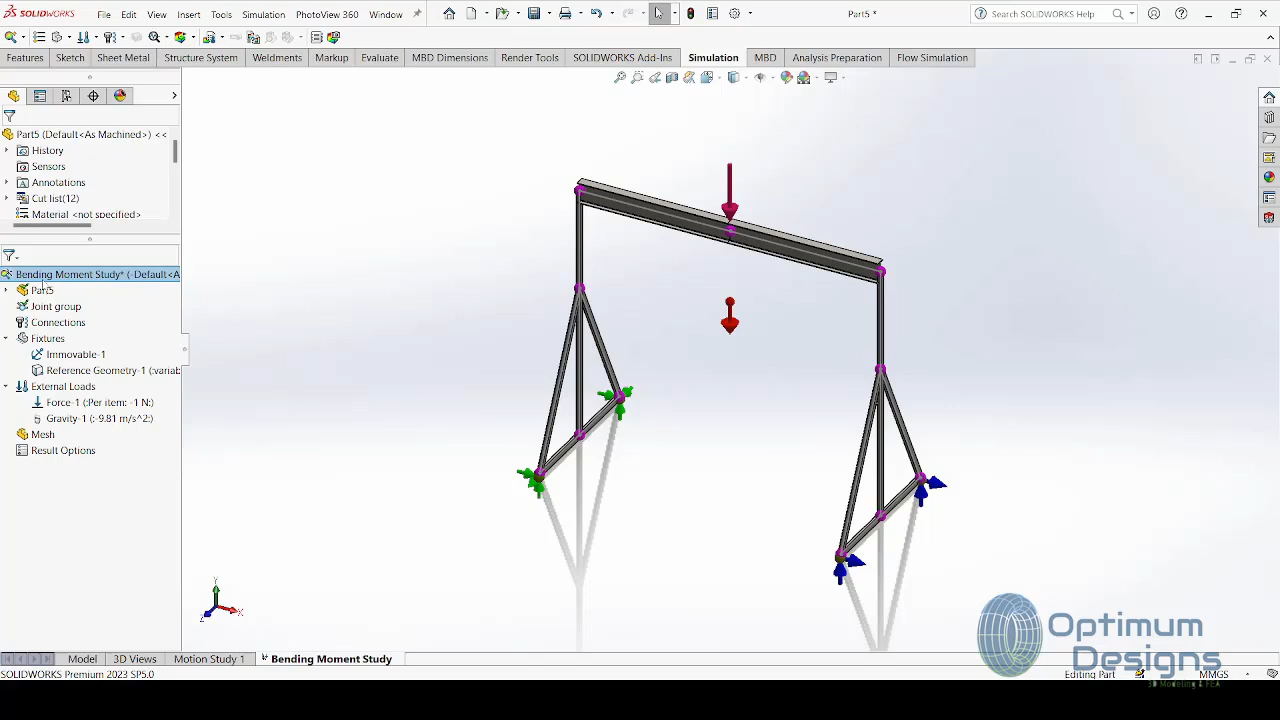 SOLIDWORKS File Edit View Insert Tools Simulation PhotoView 360 Window Part5 * Search SOLIDWORKS Help
Features Sketch Sheet Metal Structure System Weldments Markup Evaluate MBD Dimensions Render Tools SOLIDWORKS Add-Ins Simulation MBD Analysis Preparation Flow Simulation
Part5 (Default<As Machined>) <<
History
Sensors
Annotations
Cut list(12)
Material <not specified>
Bending Moment Study* (-Default<A
Part5
Joint group
Connections
Fixtures
Immovable-1
Reference Geometry-1 (:variab
External Loads
Force-1 (:Per item: -1 N:)
Gravity-1 (:-9.81 m/s^2:)
Mesh
Result Options
Y
X
Z
Optimum
Designs
3D Modeling & FEA
Model 3D Views Motion Study 1 Bending Moment Study
SOLIDWORKS Premium 2023 SP5.0 Editing Part MMGS